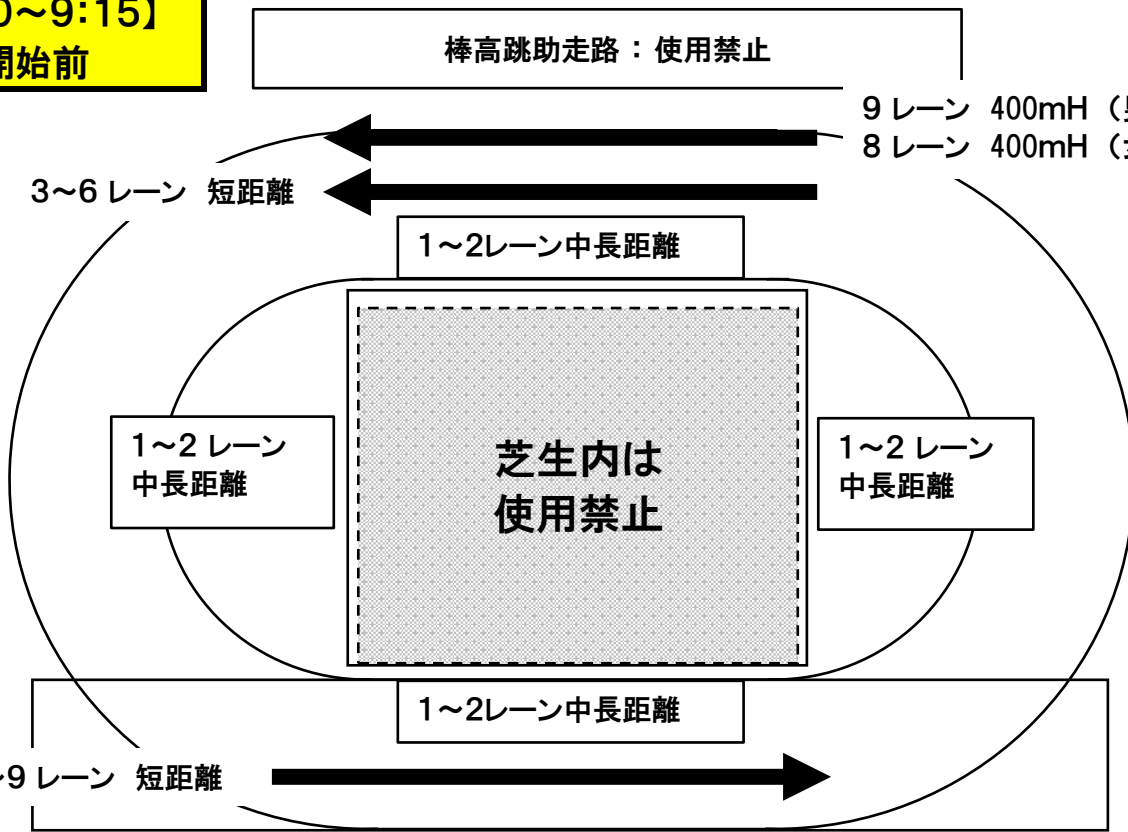 0～9:15】
開始前
棒高跳助走路：使用禁止
9 レーン 400mH（
8 レーン 400mH（
3～6 レーン 短距離
1～2レーン中長距離
1～2 レーン
中長距離
芝生内は
使用禁止
1～2 レーン
中長距離
1～2レーン中長距離
～9 レーン 短距離